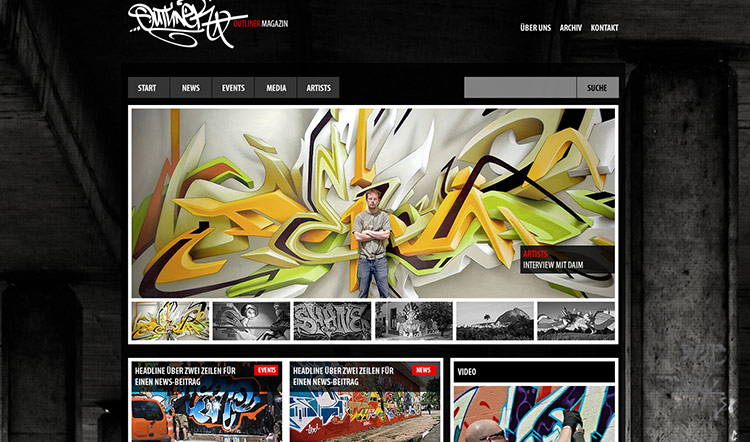 OUTLINER
OUTLINER MAGAZIN
ÜBER UNS ARCHIV KONTAKT
START NEWS EVENTS MEDIA ARTISTS
SUCHE
ARTISTS
INTERVIEW MIT DAIM
HEADLINE ÜBER ZWEI ZEILEN FÜR
EINEN NEWS-BEITRAG
EVENTS
HEADLINE ÜBER ZWEI ZEILEN FÜR
EINEN NEWS-BEITRAG
NEWS
VIDEO